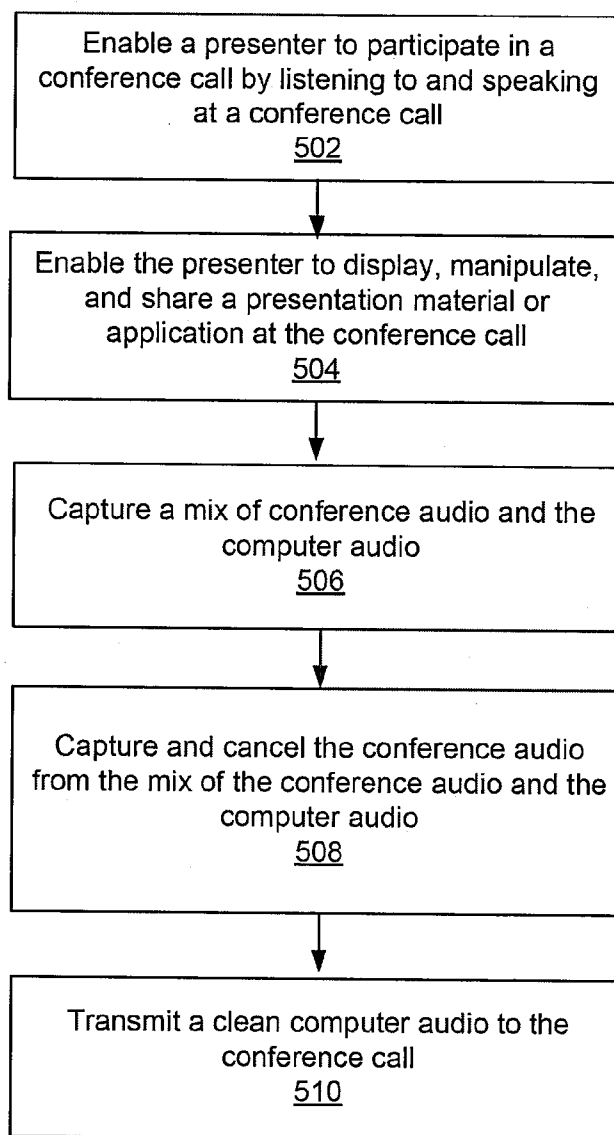 Enable a presenter to participate in a
conference call by listening to and speaking
at a conference call
502
Enable the presenter to display, manipulate,
and share a presentation material or
application at the conference call
504
Capture a mix of conference audio and the
computer audio
506
Capture and cancel the conference audio
from the mix of the conference audio and the
computer audio
508
Transmit a clean computer audio to the
conference call
510